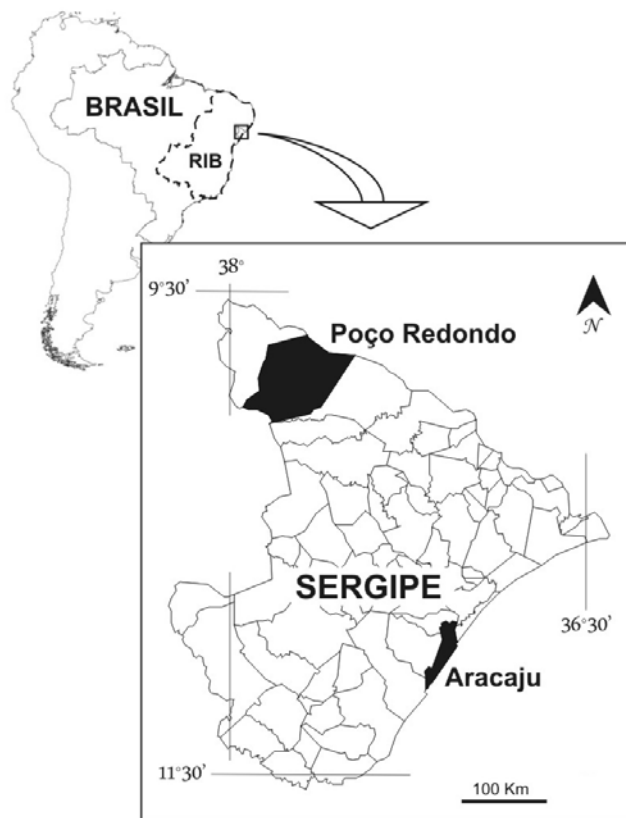 BRASIL
RIB
38°
9°30'
Poço Redondo
N
SERGIPE
36°30'
Aracaju
11°30'
100 Km